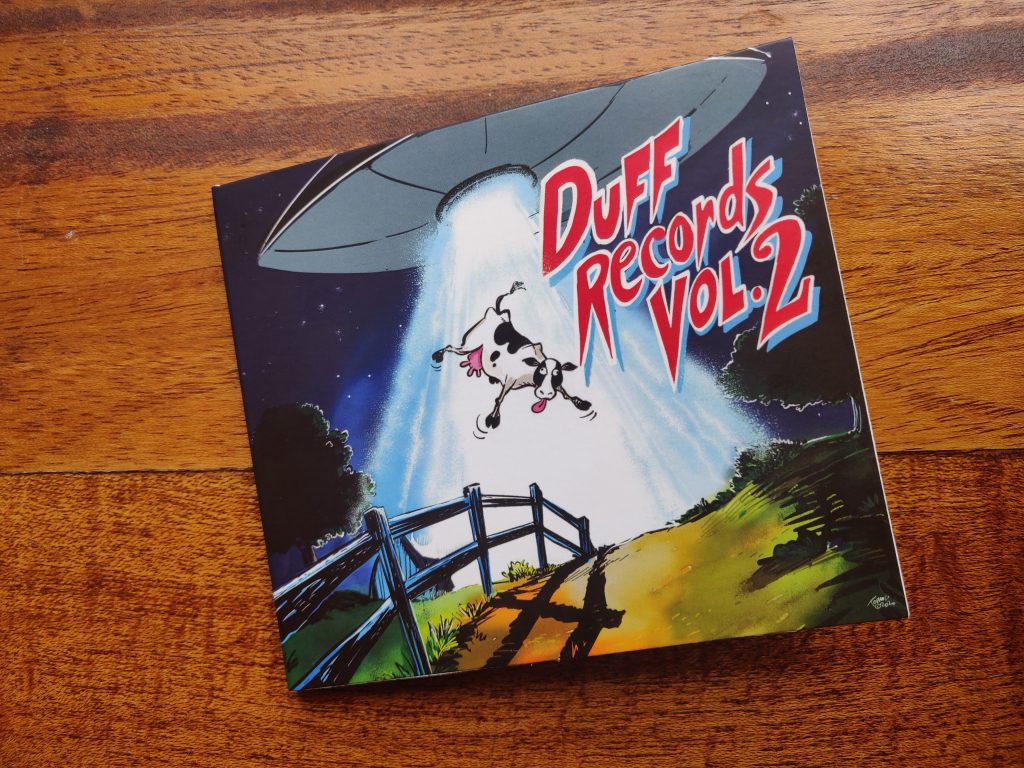 Duff
Records
Vol. 2